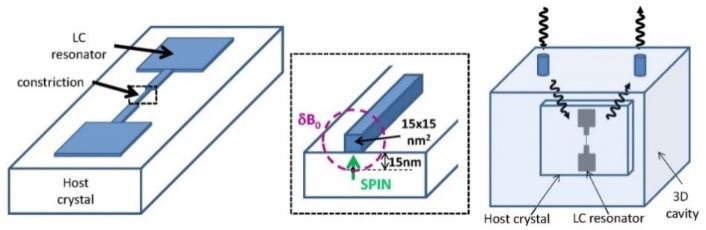 LC
resonator
constriction
Host
crystal
δB₀
15x15
nm²
15nm
SPIN
Host crystal
LC resonator
3D
cavity